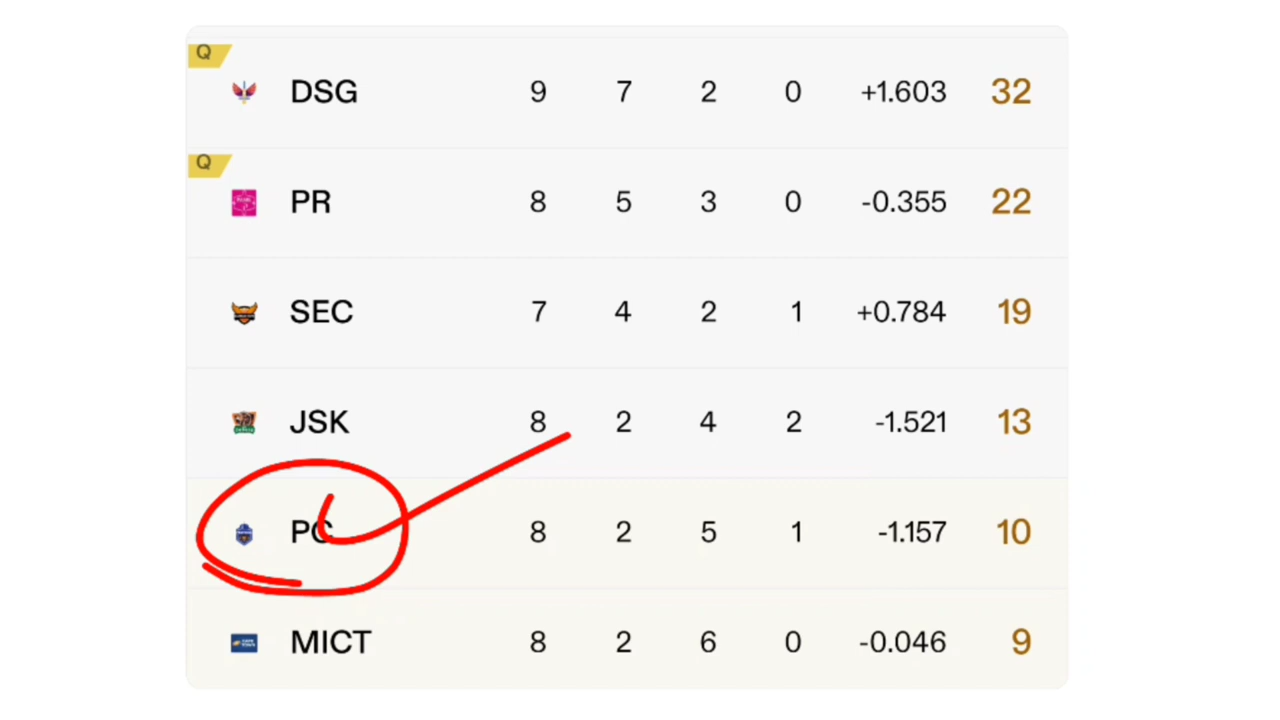 Q
DSG 9 7 2 0 +1.603 32
Q
PR 8 5 3 0 -0.355 22
SEC 7 4 2 1 +0.784 19
JSK 8 2 4 2 -1.521 13
PC 8 2 5 1 -1.157 10
MICT 8 2 6 0 -0.046 9